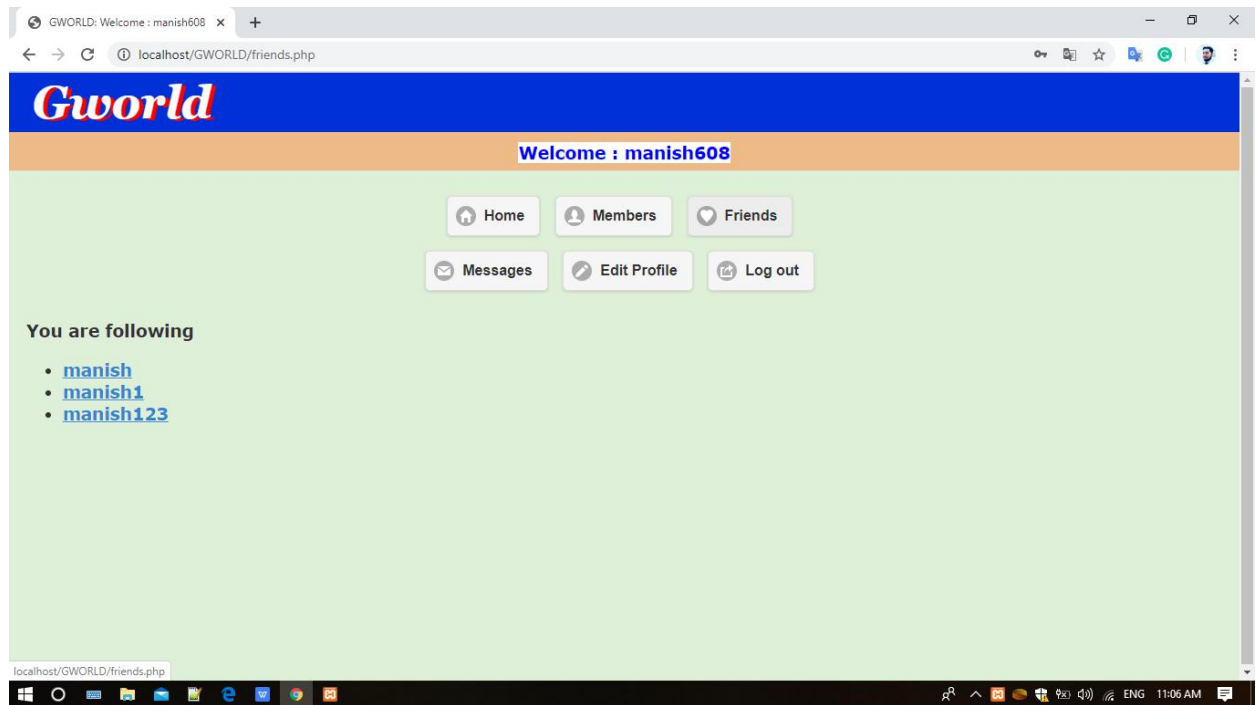 GWORLD: Welcome : manish608
localhost/GWORLD/friends.php
Gworld
Welcome : manish608
Home Members Friends
Messages Edit Profile Log out
You are following
manish
manish1
manish123
localhost/GWORLD/friends.php
ENG 11:06 AM